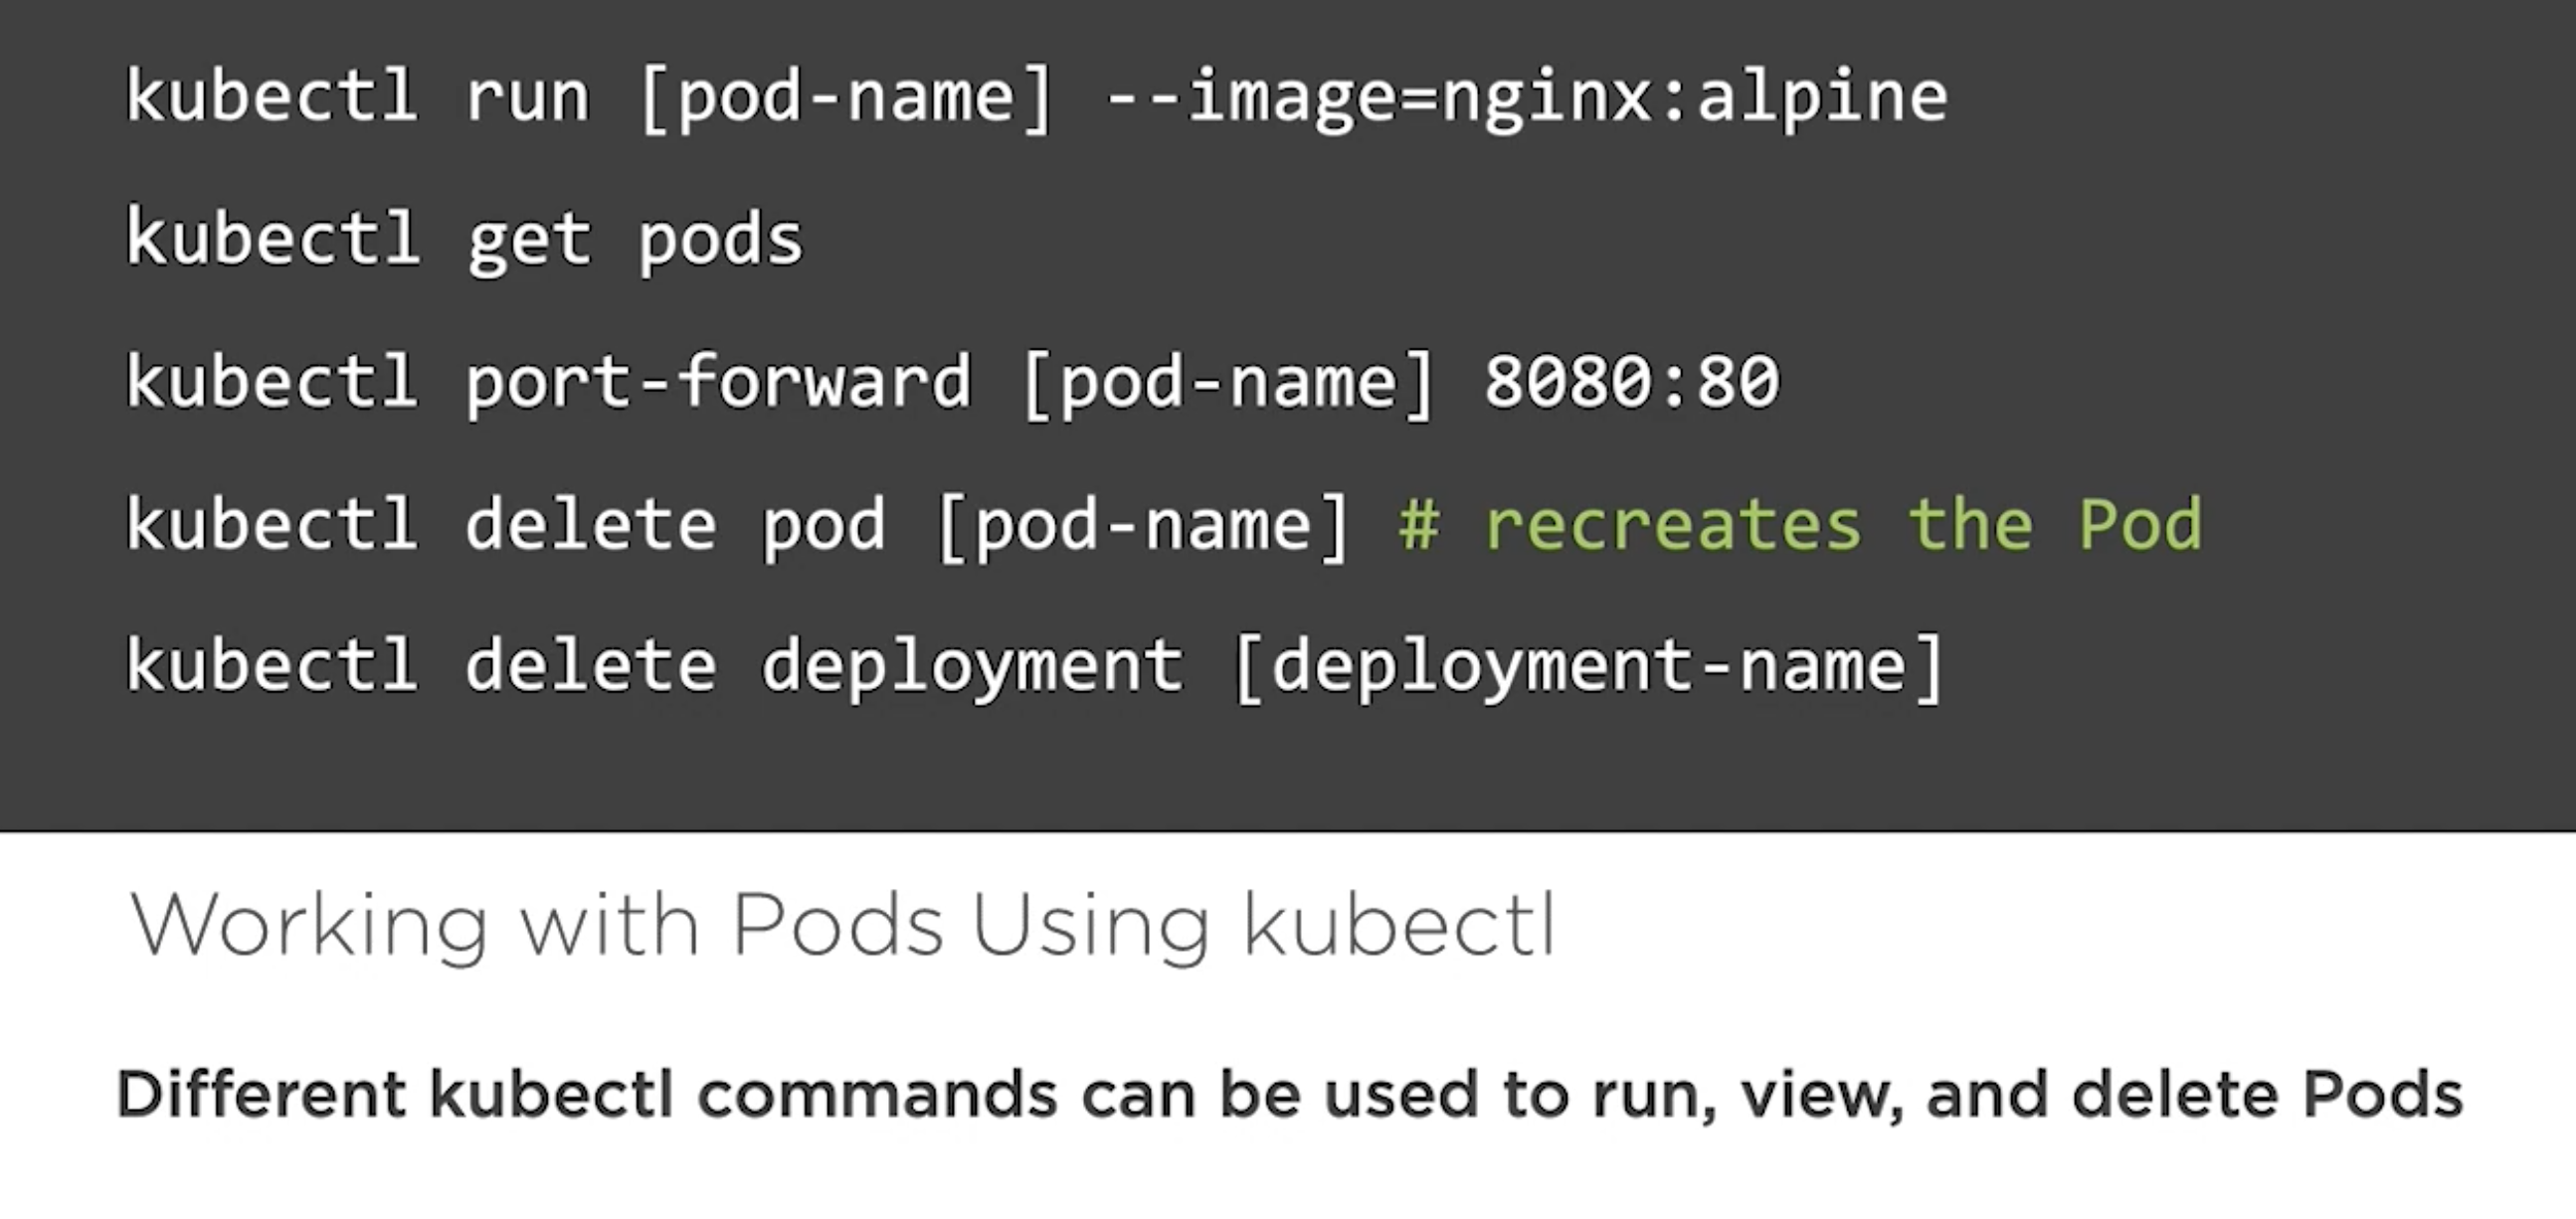 kubectl run [pod-name] --image=nginx:alpine
kubectl get pods
kubectl port-forward [pod-name] 8080:80
kubectl delete pod [pod-name] # recreates the Pod
kubectl delete deployment [deployment-name]
Working with Pods Using kubectl
Different kubectl commands can be used to run, view, and delete Pods